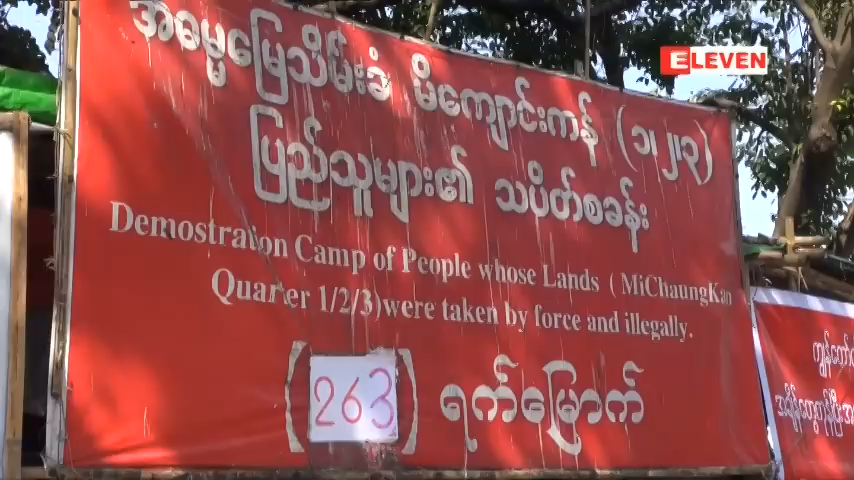 ELEVEN
အဓမ္မမြေသိမ်းခံ မိကျောင်းကန် (၁၊၂၊၃)
ပြည်သူများ၏ သပိတ်စခန်း
Demostration Camp of People whose Lands (MiChaungKan
Quarter 1/2/3)were taken by force and illegally.
(263) ရက်မြောက်